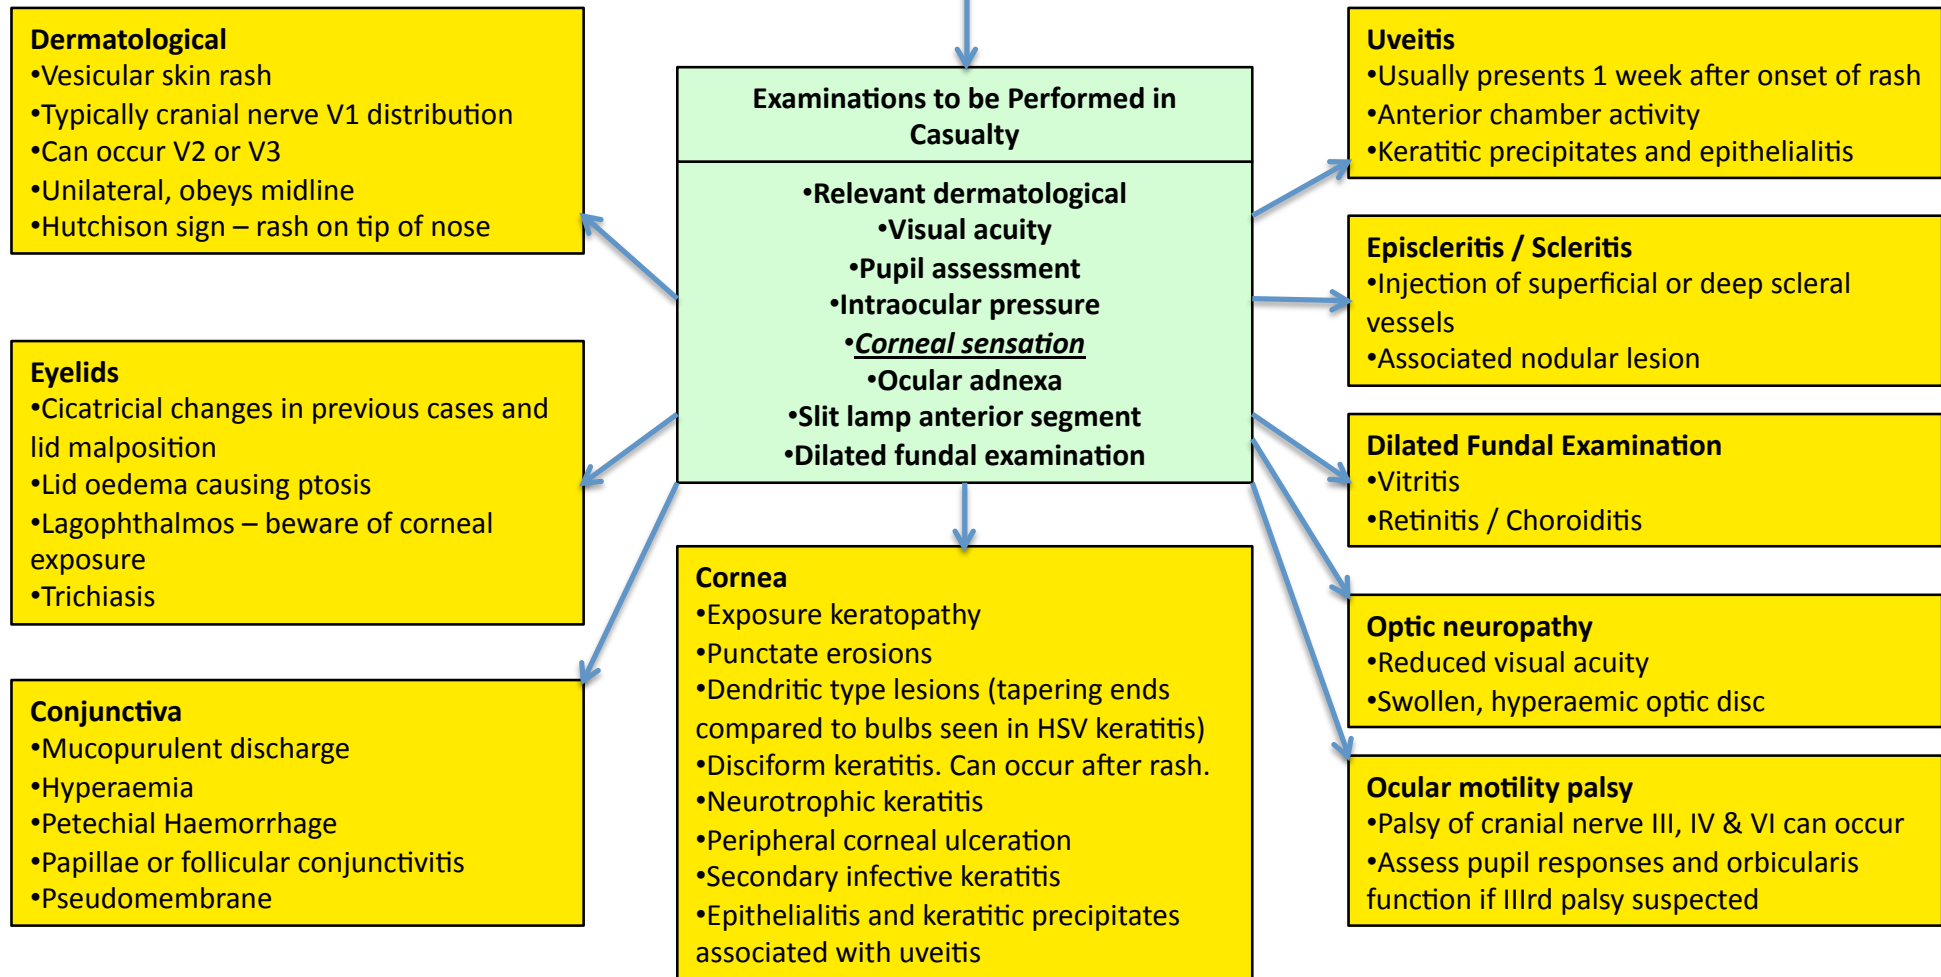 Dermatological
•Vesicular skin rash
•Typically cranial nerve V1 distribution
•Can occur V2 or V3
•Unilateral, obeys midline
•Hutchison sign – rash on tip of nose
Eyelids
•Cicatricial changes in previous cases and
lid malposition
•Lid oedema causing ptosis
•Lagophthalmos – beware of corneal
exposure
•Trichiasis
Conjunctiva
•Mucopurulent discharge
•Hyperaemia
•Petechial Haemorrhage
•Papillae or follicular conjunctivitis
•Pseudomembrane
Examinations to be Performed in
Casualty
•Relevant dermatological
•Visual acuity
•Pupil assessment
•Intraocular pressure
•Corneal sensation
•Ocular adnexa
•Slit lamp anterior segment
•Dilated fundal examination
Cornea
•Exposure keratopathy
•Punctate erosions
•Dendritic type lesions (tapering ends
compared to bulbs seen in HSV keratitis)
•Disciform keratitis. Can occur after rash.
•Neurotrophic keratitis
•Peripheral corneal ulceration
•Secondary infective keratitis
•Epithelialitis and keratitic precipitates
associated with uveitis
Uveitis
•Usually presents 1 week after onset of rash
•Anterior chamber activity
•Keratitic precipitates and epithelialitis
Episcleritis / Scleritis
•Injection of superficial or deep scleral
vessels
•Associated nodular lesion
Dilated Fundal Examination
•Vitritis
•Retinitis / Choroiditis
Optic neuropathy
•Reduced visual acuity
•Swollen, hyperaemic optic disc
Ocular motility palsy
•Palsy of cranial nerve III, IV & VI can occur
•Assess pupil responses and orbicularis
function if IIIrd palsy suspected